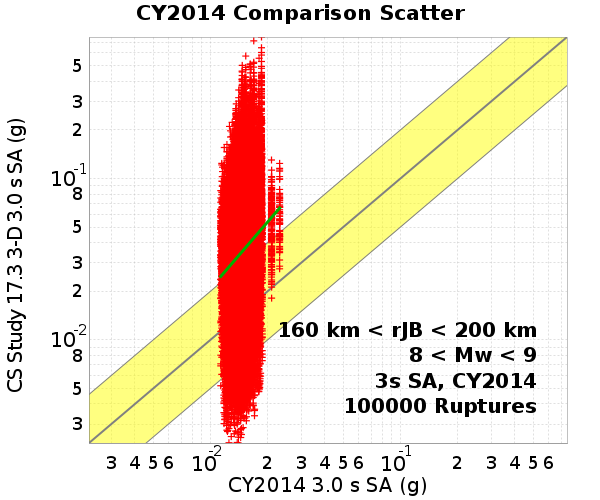 CY2014 Comparison Scatter
CS Study 17.3 3-D 3.0 s SA (g)
5
3
2
10-1
8
5
3
2
10-2
8
5
3
160 km < rJB < 200 km
8 < Mw < 9
3s SA, CY2014
100000 Ruptures
3 4 5 6 10-2 2 3 4 5 6 10-1 2 3 4 5 6
CY2014 3.0 s SA (g)